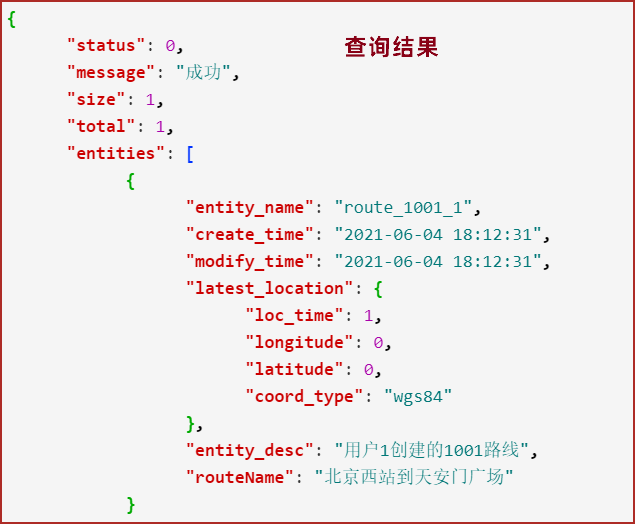 {
"status": 0,
查询结果
"message": "成功",
"size": 1,
"total": 1,
"entities": [
{
"entity_name": "route_1001_1",
"create_time": "2021-06-04 18:12:31",
"modify_time": "2021-06-04 18:12:31",
"latest_location": {
"loc_time": 1,
"longitude": 0,
"latitude": 0,
"coord_type": "wgs84"
},
"entity_desc": "用户1创建的1001路线",
"routeName": "北京西站到天安门广场"
}